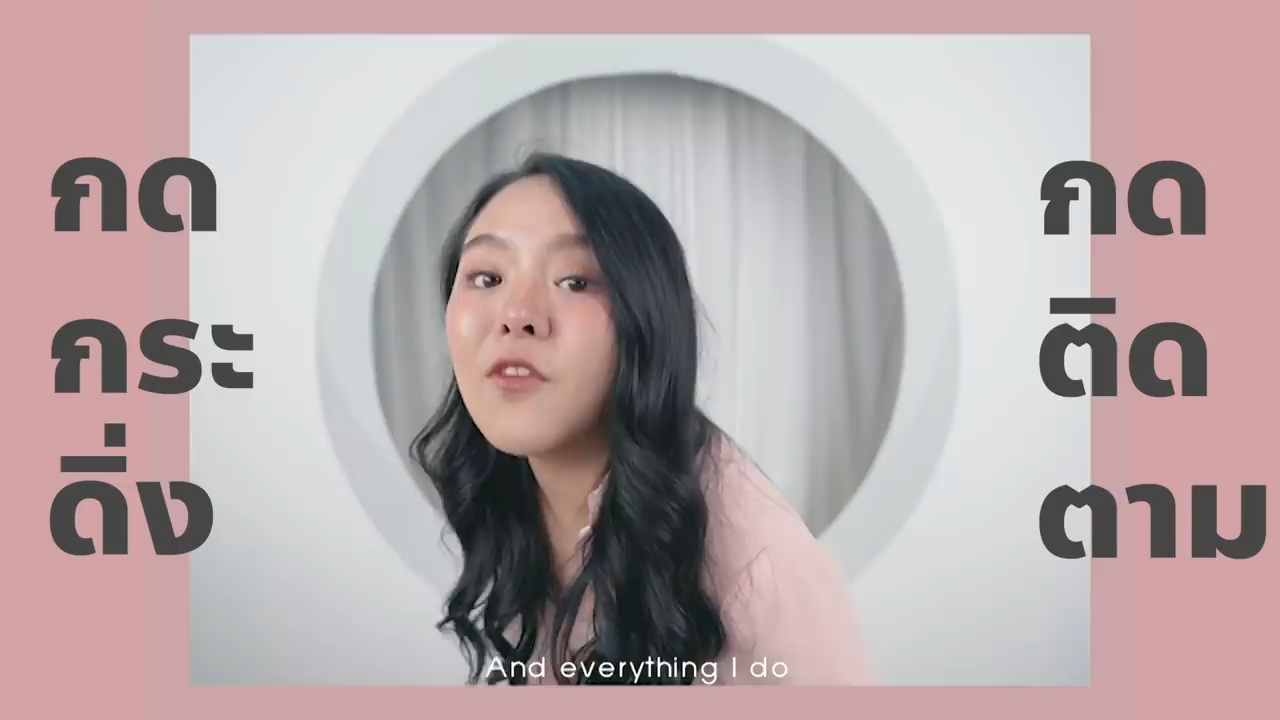 กด
กระ
ดิ่ง
กด
ติด
ตาม
And everything I do